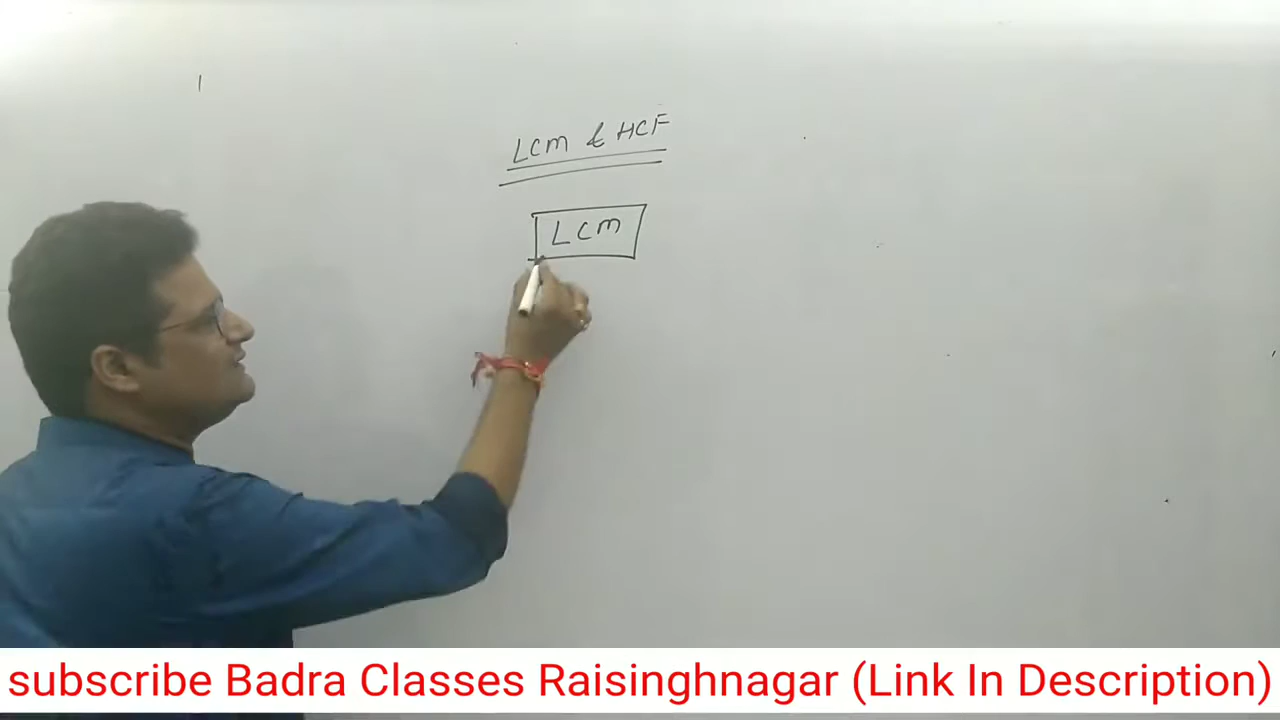 LCM & HCF
LCM
subscribe Badra Classes Raisinghnagar (Link In Description)